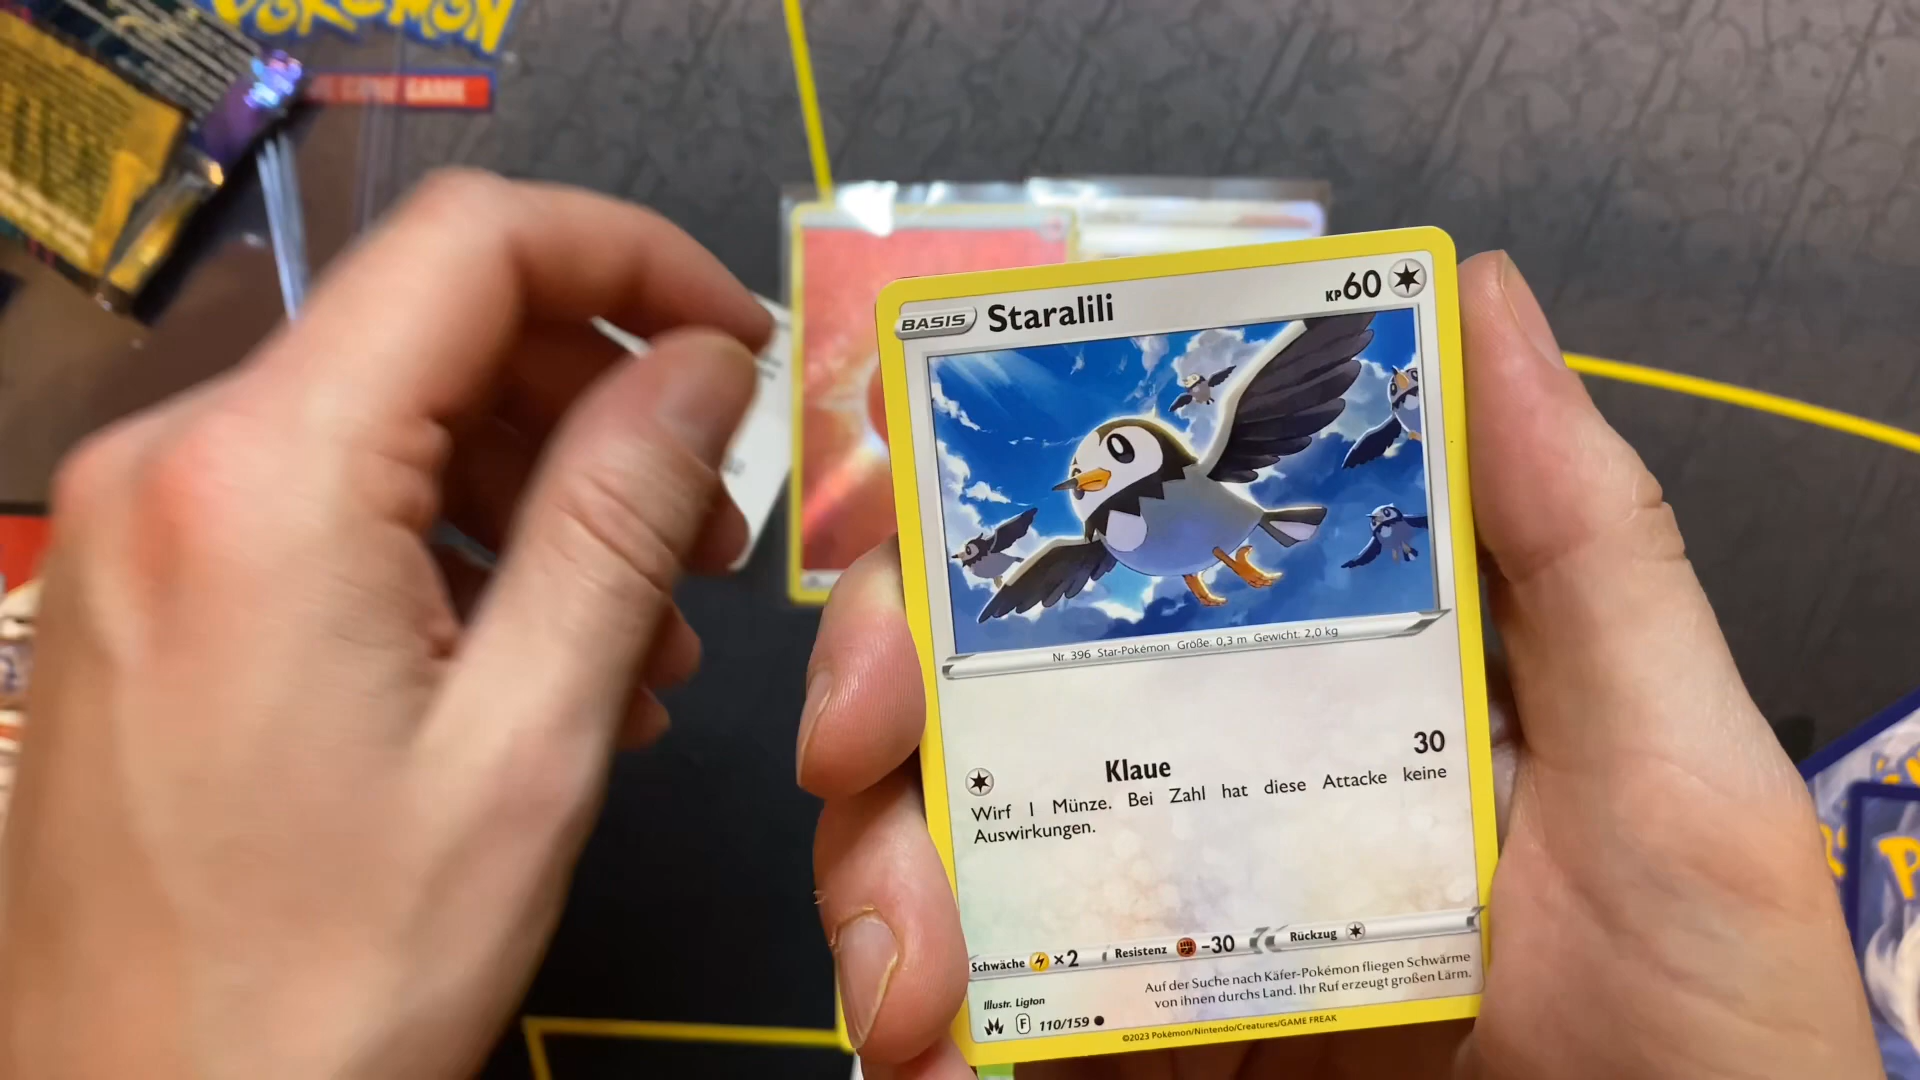 POKÉMON
GAME
BASIS
Staralili
KP60
Nr. 396 Star-Pokémon Größe: 0,3 m Gewicht: 2,0 kg
Klaue
30
Wirf 1 Münze. Bei Zahl hat diese Attacke keine
Auswirkungen.
Schwäche ×2 Resistenz -30 Rückzug
Auf der Suche nach Käfer-Pokémon fliegen Schwärme
von ihnen durchs Land. Ihr Ruf erzeugt großen Lärm.
Illustr. Ligton
F 110/159
©2023 Pokémon/Nintendo/Creatures/GAME FREAK